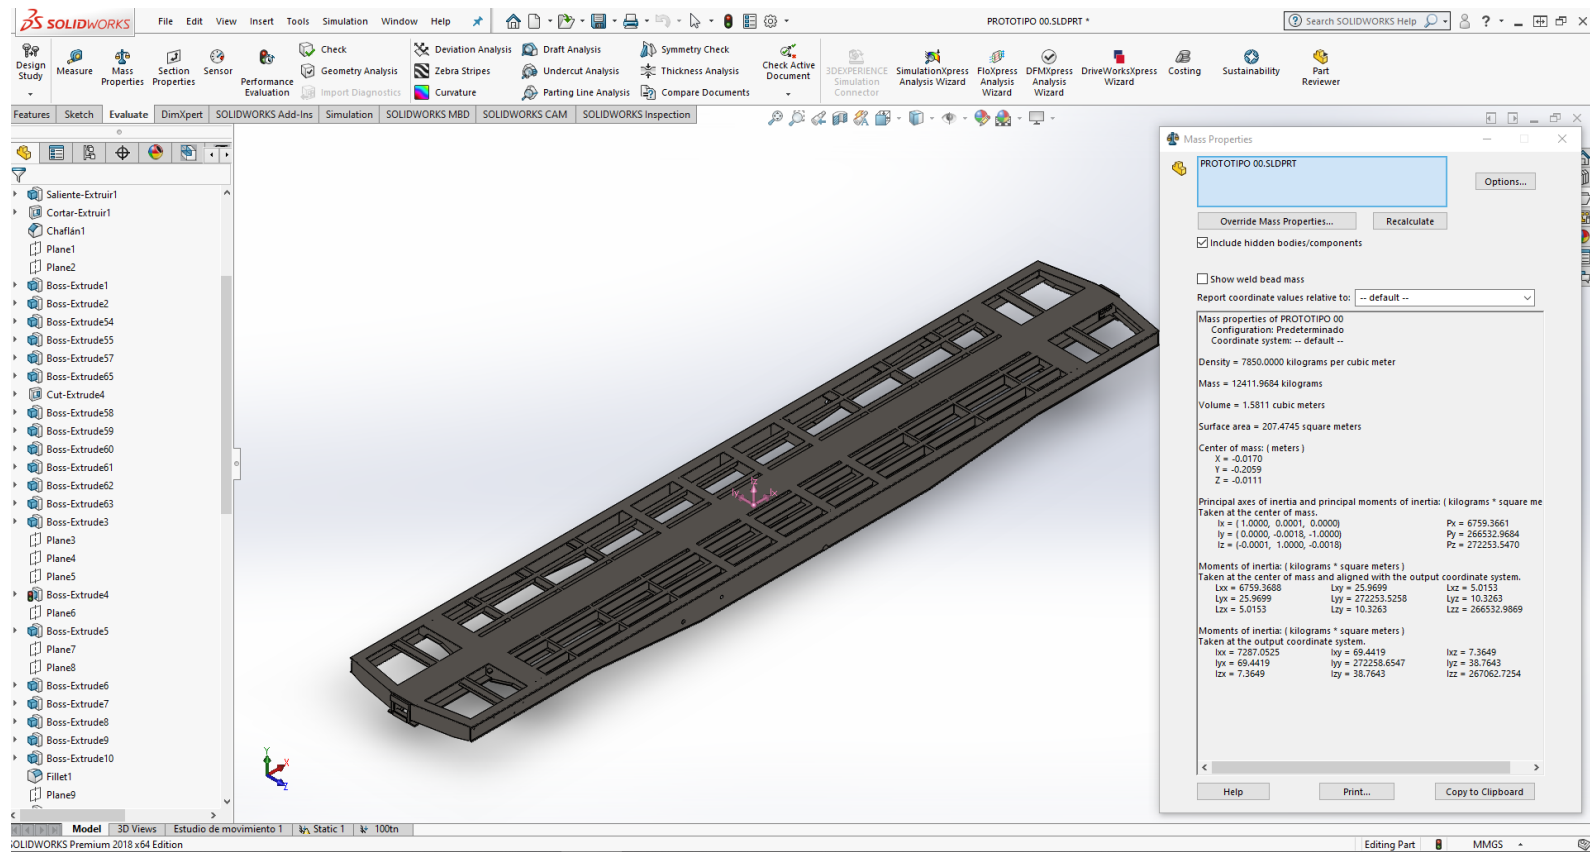 SOLIDWORKS File Edit View Insert Tools Simulation Window Help PROTOTIPO 00.SLDPRT * Search SOLIDWORKS Help
Design Study
Measure
Mass Properties
Section Properties
Sensor
Performance Evaluation
Check
Geometry Analysis
Import Diagnostics
Deviation Analysis
Zebra Stripes
Curvature
Draft Analysis
Undercut Analysis
Parting Line Analysis
Symmetry Check
Thickness Analysis
Compare Documents
Check Active Document
3DEXPERIENCE Simulation Connector
SimulationXpress Analysis Wizard
FloXpress Analysis Wizard
DFMXpress Analysis Wizard
DriveWorksXpress Wizard
Costing
Sustainability
Part Reviewer
Features Sketch Evaluate DimXpert SOLIDWORKS Add-Ins Simulation SOLIDWORKS MBD SOLIDWORKS CAM SOLIDWORKS Inspection
Saliente-Extruir1
Cortar-Extruir1
Chaflán1
Plane1
Plane2
Boss-Extrude1
Boss-Extrude2
Boss-Extrude54
Boss-Extrude55
Boss-Extrude57
Boss-Extrude65
Cut-Extrude4
Boss-Extrude58
Boss-Extrude59
Boss-Extrude60
Boss-Extrude61
Boss-Extrude62
Boss-Extrude63
Boss-Extrude3
Plane3
Plane4
Plane5
Boss-Extrude4
Plane6
Boss-Extrude5
Plane7
Plane8
Boss-Extrude6
Boss-Extrude7
Boss-Extrude8
Boss-Extrude9
Boss-Extrude10
Fillet1
Plane9
Iz
Iy Ix
Y
X
Z
Mass Properties
PROTOTIPO 00.SLDPRT
Options...
Override Mass Properties... Recalculate
Include hidden bodies/components
Show weld bead mass
Report coordinate values relative to: -- default --
Mass properties of PROTOTIPO 00
Configuration: Predeterminado
Coordinate system: -- default --
Density = 7850.0000 kilograms per cubic meter
Mass = 12411.9684 kilograms
Volume = 1.5811 cubic meters
Surface area = 207.4745 square meters
Center of mass: ( meters )
X = -0.0170
Y = -0.2059
Z = -0.0111
Principal axes of inertia and principal moments of inertia: ( kilograms * square me
Taken at the center of mass.
Ix = ( 1.0000, 0.0001, 0.0000) Px = 6759.3661
Iy = ( 0.0000, -0.0018, -1.0000) Py = 266532.9684
Iz = (-0.0001, 1.0000, -0.0018) Pz = 272253.5470
Moments of inertia: ( kilograms * square meters )
Taken at the center of mass and aligned with the output coordinate system.
Lxx = 6759.3688 Lxy = 25.9699 Lxz = 5.0153
Lyx = 25.9699 Lyy = 272253.5258 Lyz = 10.3263
Lzx = 5.0153 Lzy = 10.3263 Lzz = 266532.9869
Moments of inertia: ( kilograms * square meters )
Taken at the output coordinate system.
Ixx = 7287.0525 Ixy = 69.4419 Ixz = 7.3649
Iyx = 69.4419 Iyy = 272258.6547 Iyz = 38.7643
Izx = 7.3649 Izy = 38.7643 Izz = 267062.7254
Help Print... Copy to Clipboard
Model 3D Views Estudio de movimiento 1 Static 1 100tn
SOLIDWORKS Premium 2018 x64 Edition Editing Part MMGS